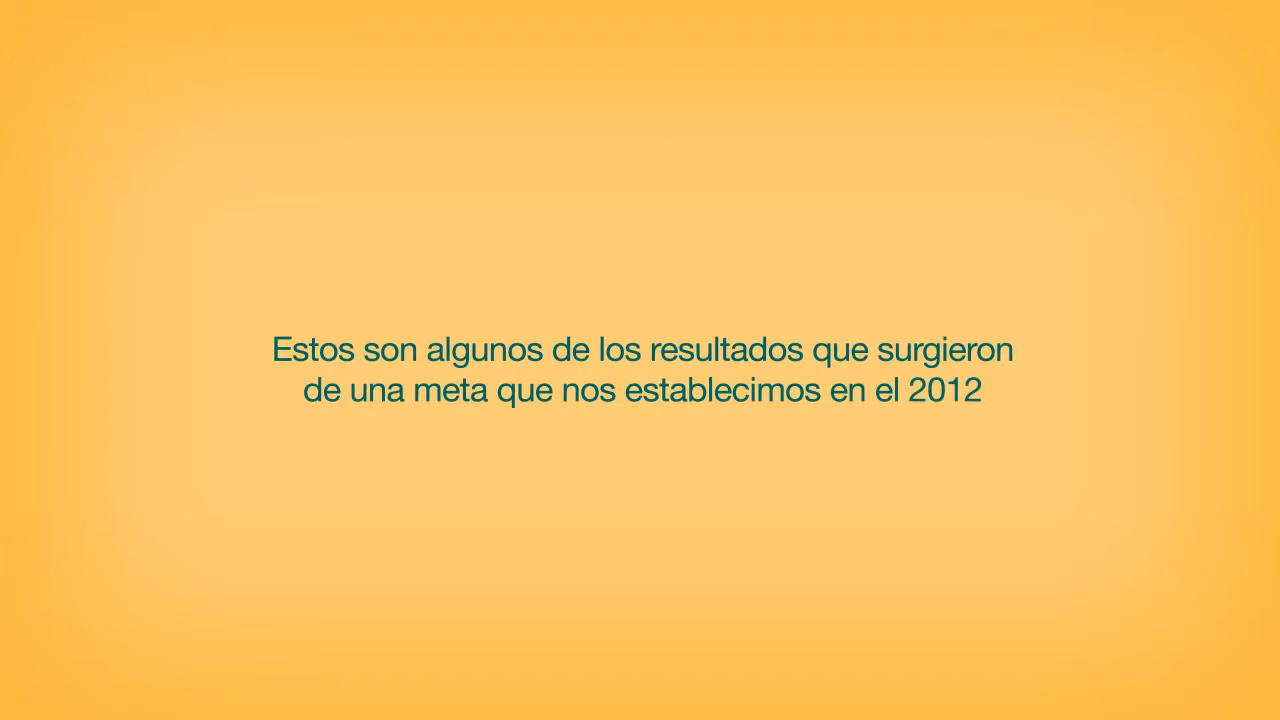 Estos son algunos de los resultados que surgieron
de una meta que nos establecimos en el 2012